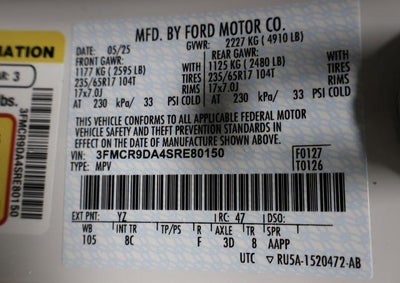 MFD. BY FORD MOTOR CO.
DATE: 05/25 GVWR: 2227 KG ( 4910 LB)
FRONT GAWR: REAR GAWR:
1177 KG ( 2595 LB) WITH 1125 KG ( 2480 LB) WITH
235/65R17 104T TIRES 235/65R17 104T TIRES
17x7.0J RIMS 17x7.0J RIMS
AT 230 kPa/ 33 PSI COLD AT 230 kPa/ 33 PSI COLD
THIS VEHICLE CONFORMS TO ALL APPLICABLE FEDERAL MOTOR
VEHICLE SAFETY AND THEFT PREVENTION STANDARDS IN
EFFECT ON THE DATE OF MANUFACTURE SHOWN ABOVE.
VIN: 3FMCR9DA4SRE80150 F0127
TYPE: MPV T0126
EXT PNT: YZ RC: 47 DSO:
WB INT TR TP/PS R AXLE TR SPR
105 8C F 3D 8 AAPP
UTC ▽ RU5A-1520472-AB
MATION
R: 3
lbs.
3FMCR9DA4SRE80150